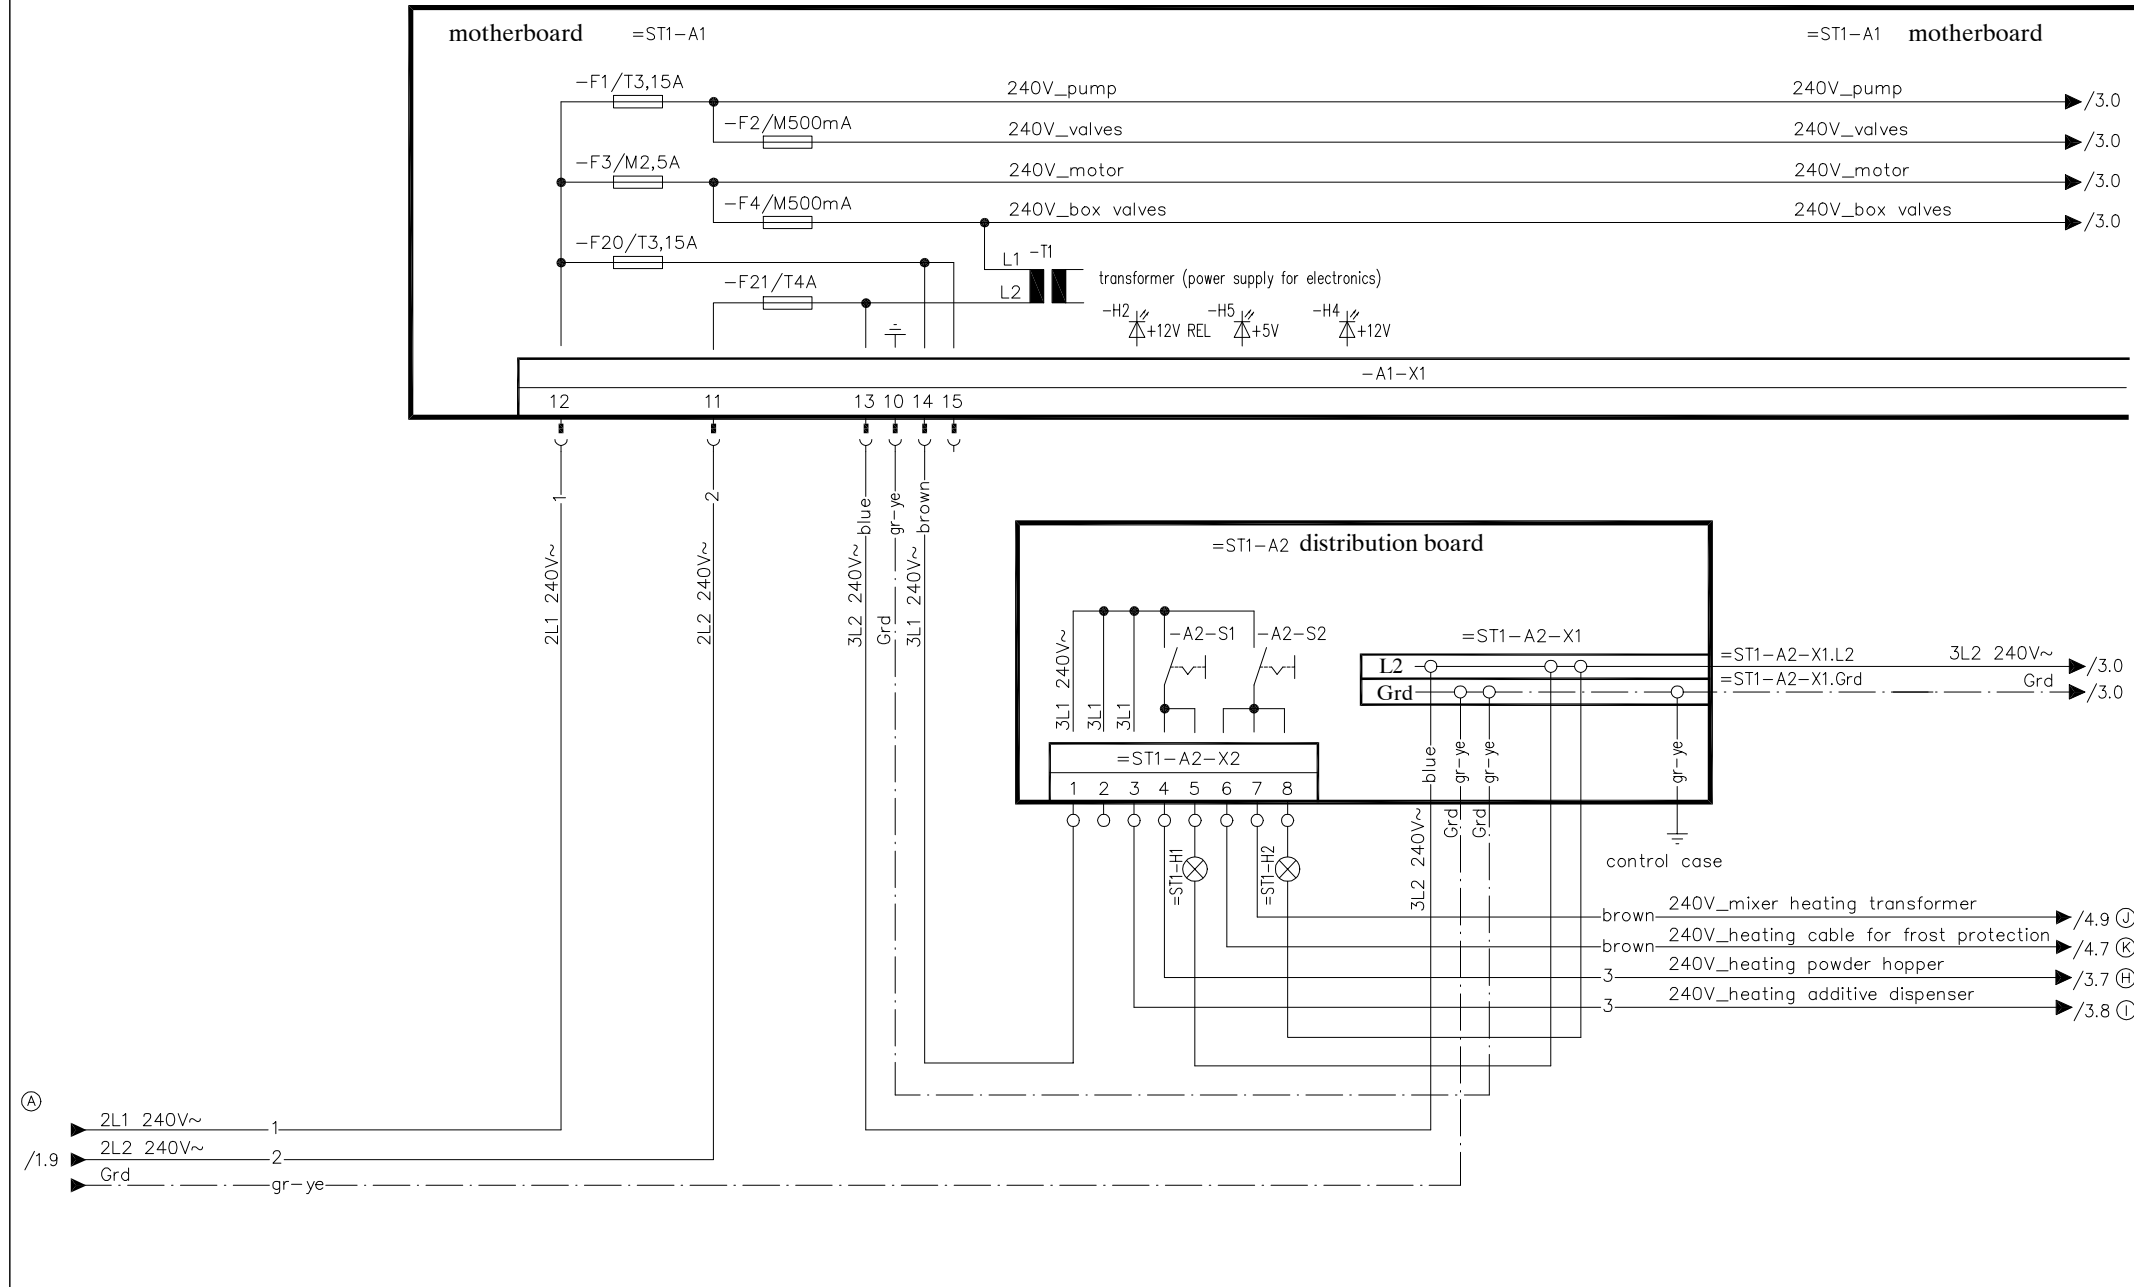 motherboard =ST1-A1 =ST1-A1 motherboard
-F1/T3,15A 240V_pump 240V_pump /3.0
-F2/M500mA 240V_valves 240V_valves /3.0
-F3/M2,5A 240V_motor 240V_motor /3.0
-F4/M500mA 240V_box valves 240V_box valves /3.0
-F20/T3,15A L1 -T1
-F21/T4A L2 transformer (power supply for electronics)
-H2 +12V REL -H5 +5V -H4 +12V
-A1-X1
12 11 13 10 14 15
1 2 blue gr-ye brown
2L1 240V~ 2L2 240V~ 3L2 240V~ Grd 3L1 240V~
=ST1-A2 distribution board
-A2-S1 -A2-S2 =ST1-A2-X1
3L1 240V~ 3L1 3L1
L2 =ST1-A2-X1.L2 3L2 240V~ /3.0
Grd =ST1-A2-X1.Grd Grd /3.0
=ST1-A2-X2
blue gr-ye gr-ye gr-ye
1 2 3 4 5 6 7 8
3L2 240V~ Grd Grd
=ST1-H1 =ST1-H2
control case
brown 240V_mixer heating transformer /4.9 J
brown 240V_heating cable for frost protection /4.7 K
3 240V_heating powder hopper /3.7 H
3 240V_heating additive dispenser /3.8 I
A
2L1 240V~ 1
/1.9 2L2 240V~ 2
Grd gr-ye